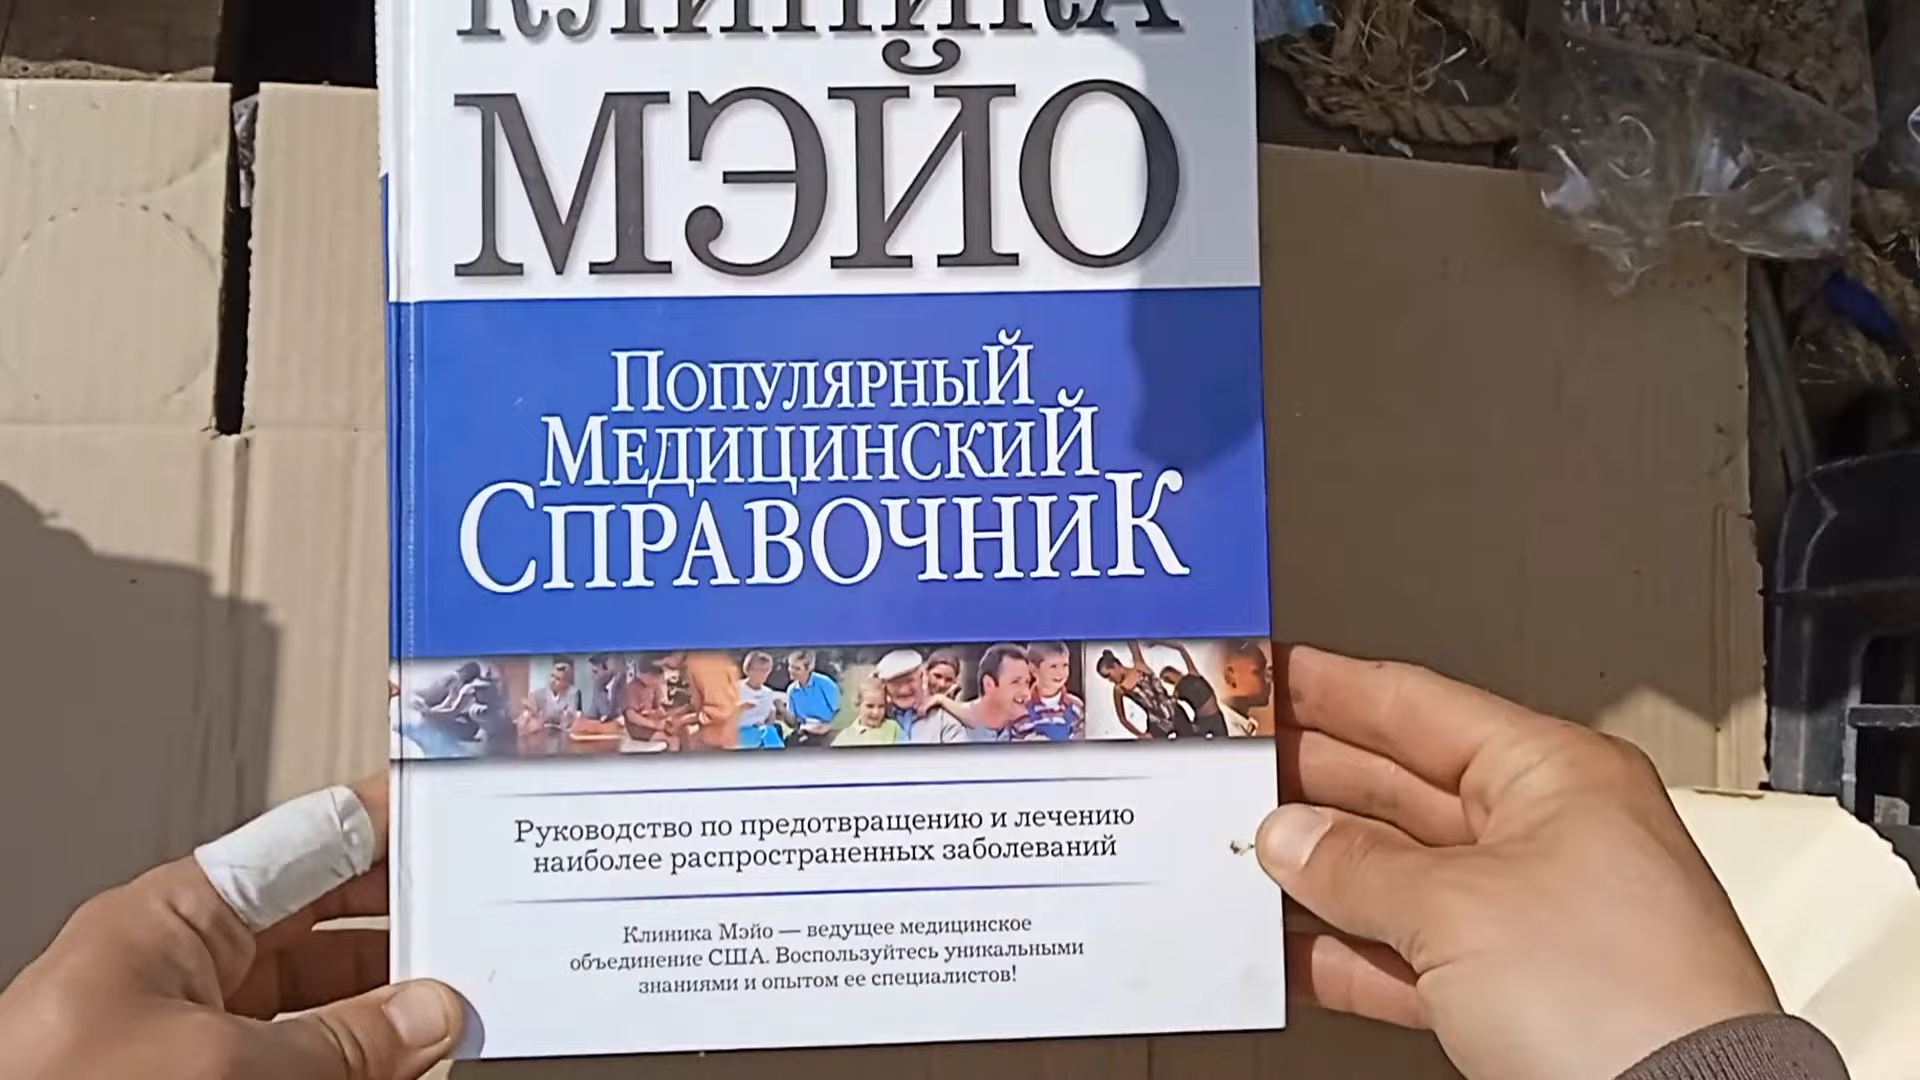 КЛИНИКА
МЭЙО
ПОПУЛЯРНЫЙ
МЕДИЦИНСКИЙ
СПРАВОЧНИК
Руководство по предотвращению и лечению
наиболее распространенных заболеваний
Клиника Мэйо — ведущее медицинское
объединение США. Воспользуйтесь уникальными
знаниями и опытом ее специалистов!